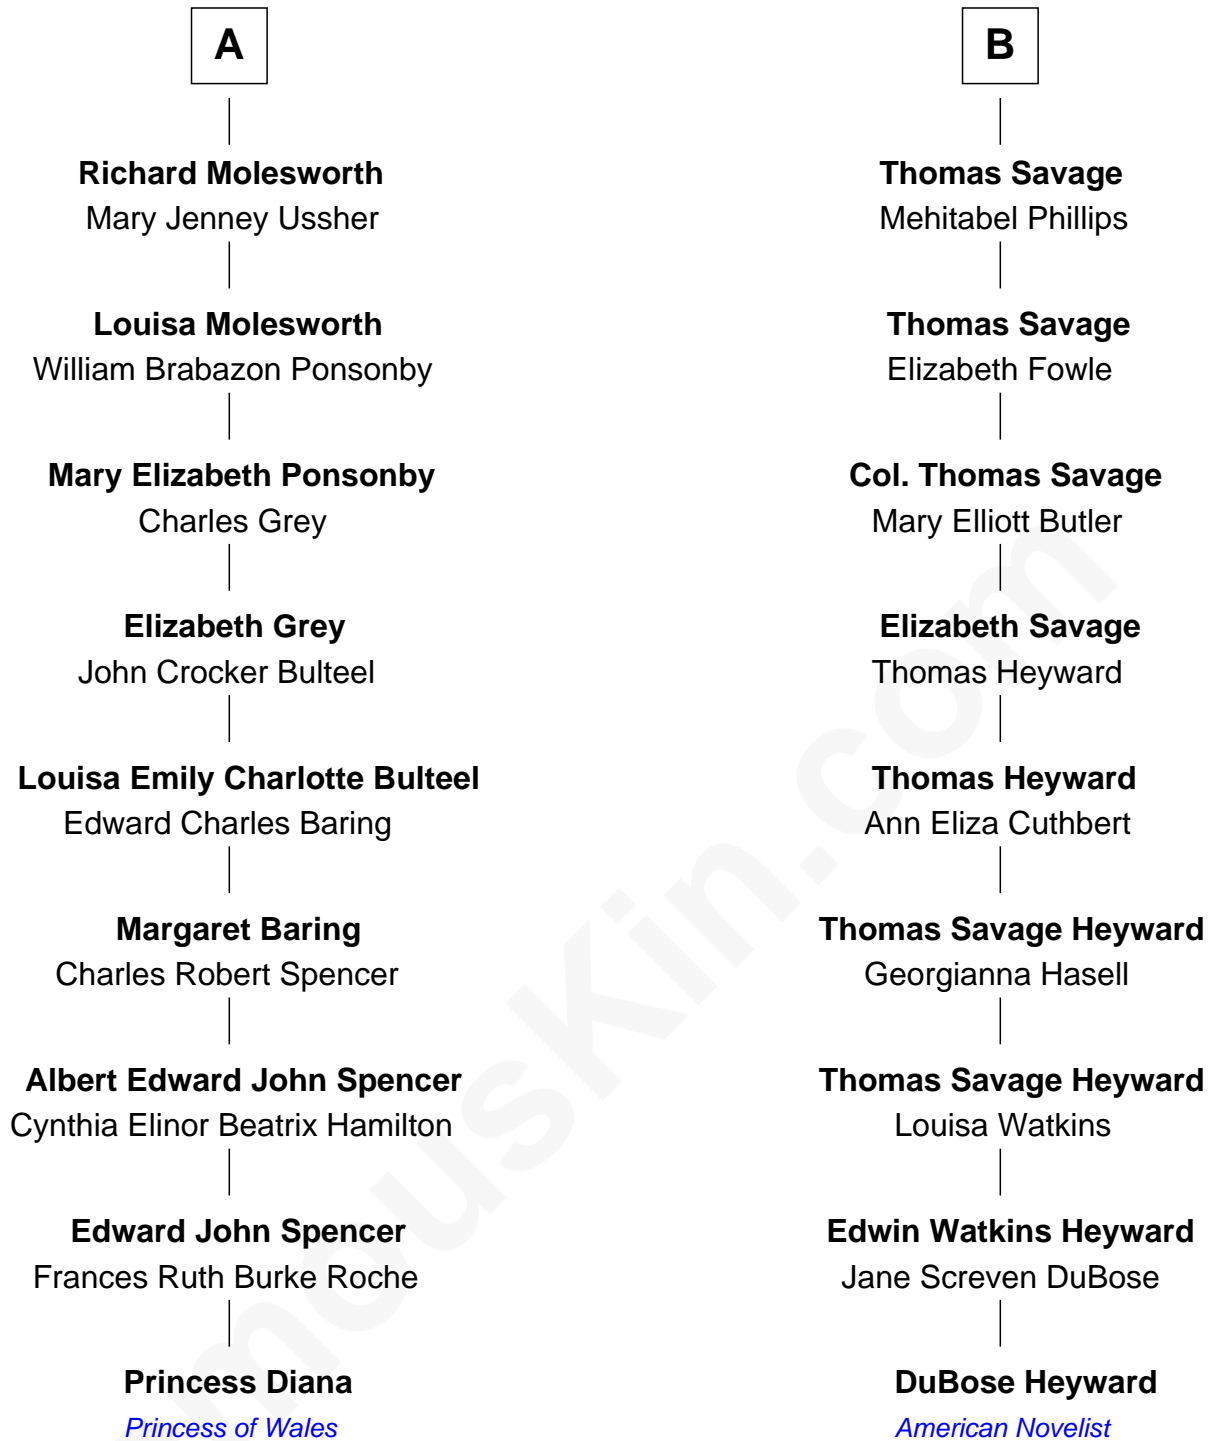 A
Richard Molesworth
Mary Jenney Ussher
Louisa Molesworth
William Brabazon Ponsonby
Mary Elizabeth Ponsonby
Charles Grey
Elizabeth Grey
John Crocker Bulteel
Louisa Emily Charlotte Bulteel
Edward Charles Baring
Margaret Baring
Charles Robert Spencer
Albert Edward John Spencer
Cynthia Elinor Beatrix Hamilton
Edward John Spencer
Frances Ruth Burke Roche
Princess Diana
Princess of Wales
B
Thomas Savage
Mehitabel Phillips
Thomas Savage
Elizabeth Fowle
Col. Thomas Savage
Mary Elliott Butler
Elizabeth Savage
Thomas Heyward
Thomas Heyward
Ann Eliza Cuthbert
Thomas Savage Heyward
Georgianna Hasell
Thomas Savage Heyward
Louisa Watkins
Edwin Watkins Heyward
Jane Screven DuBose
DuBose Heyward
American Novelist
mousKin.com